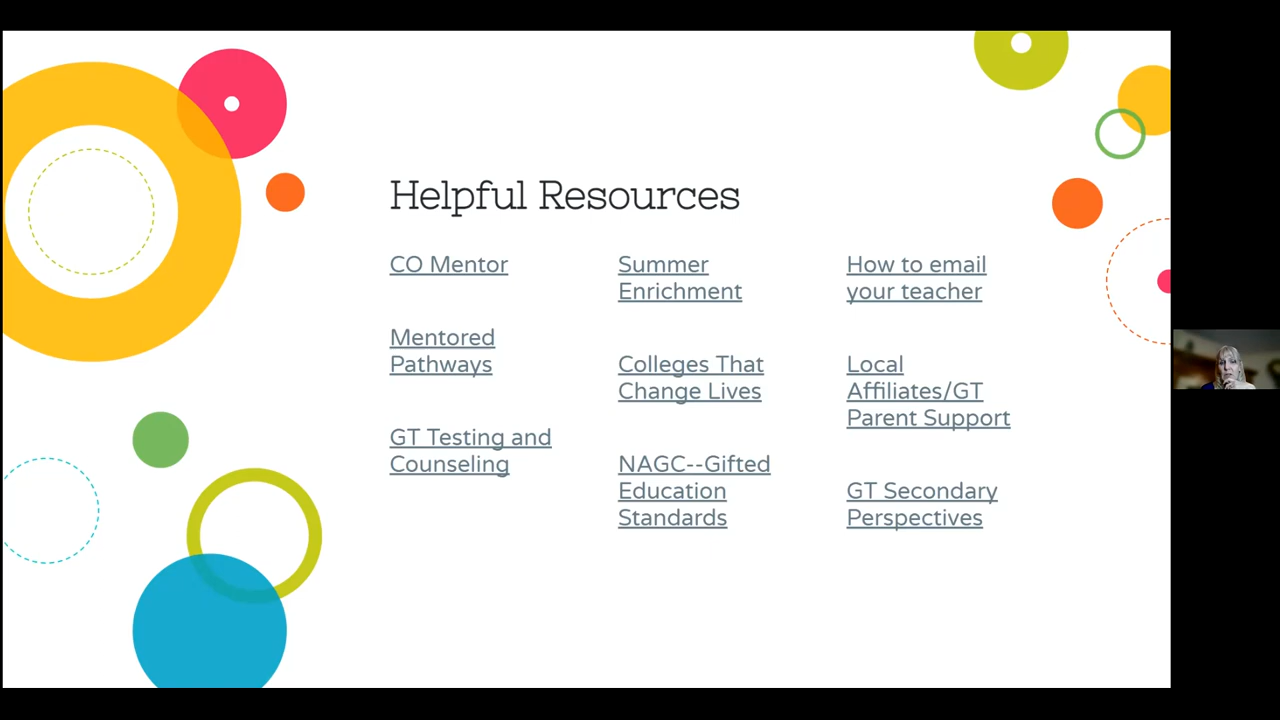 Helpful Resources
CO Mentor
Mentored
Pathways
GT Testing and
Counseling
Summer
Enrichment
Colleges That
Change Lives
NAGC--Gifted
Education
Standards
How to email
your teacher
Local
Affiliates/GT
Parent Support
GT Secondary
Perspectives